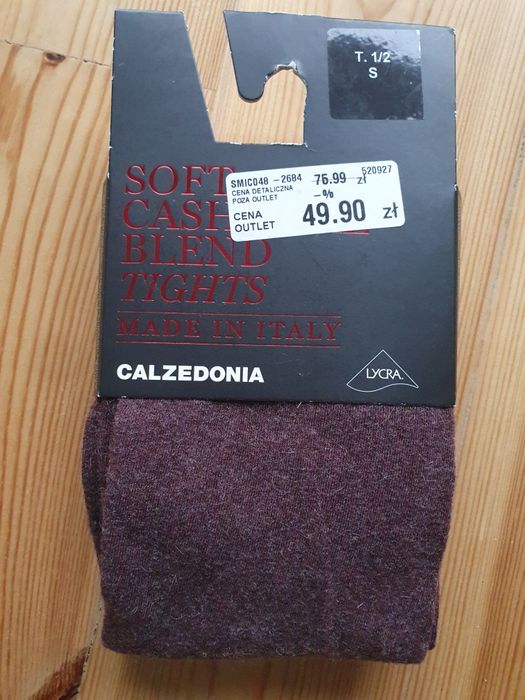 T. 1/2
S
SOFT
CASH
BLEND
TIGHTS
MADE IN ITALY
SMIC048 -2684 75.99 zł 520927
CENA DETALICZNA
POZA OUTLET -%
CENA
OUTLET 49.90 zł
CALZEDONIA
LYCRA.